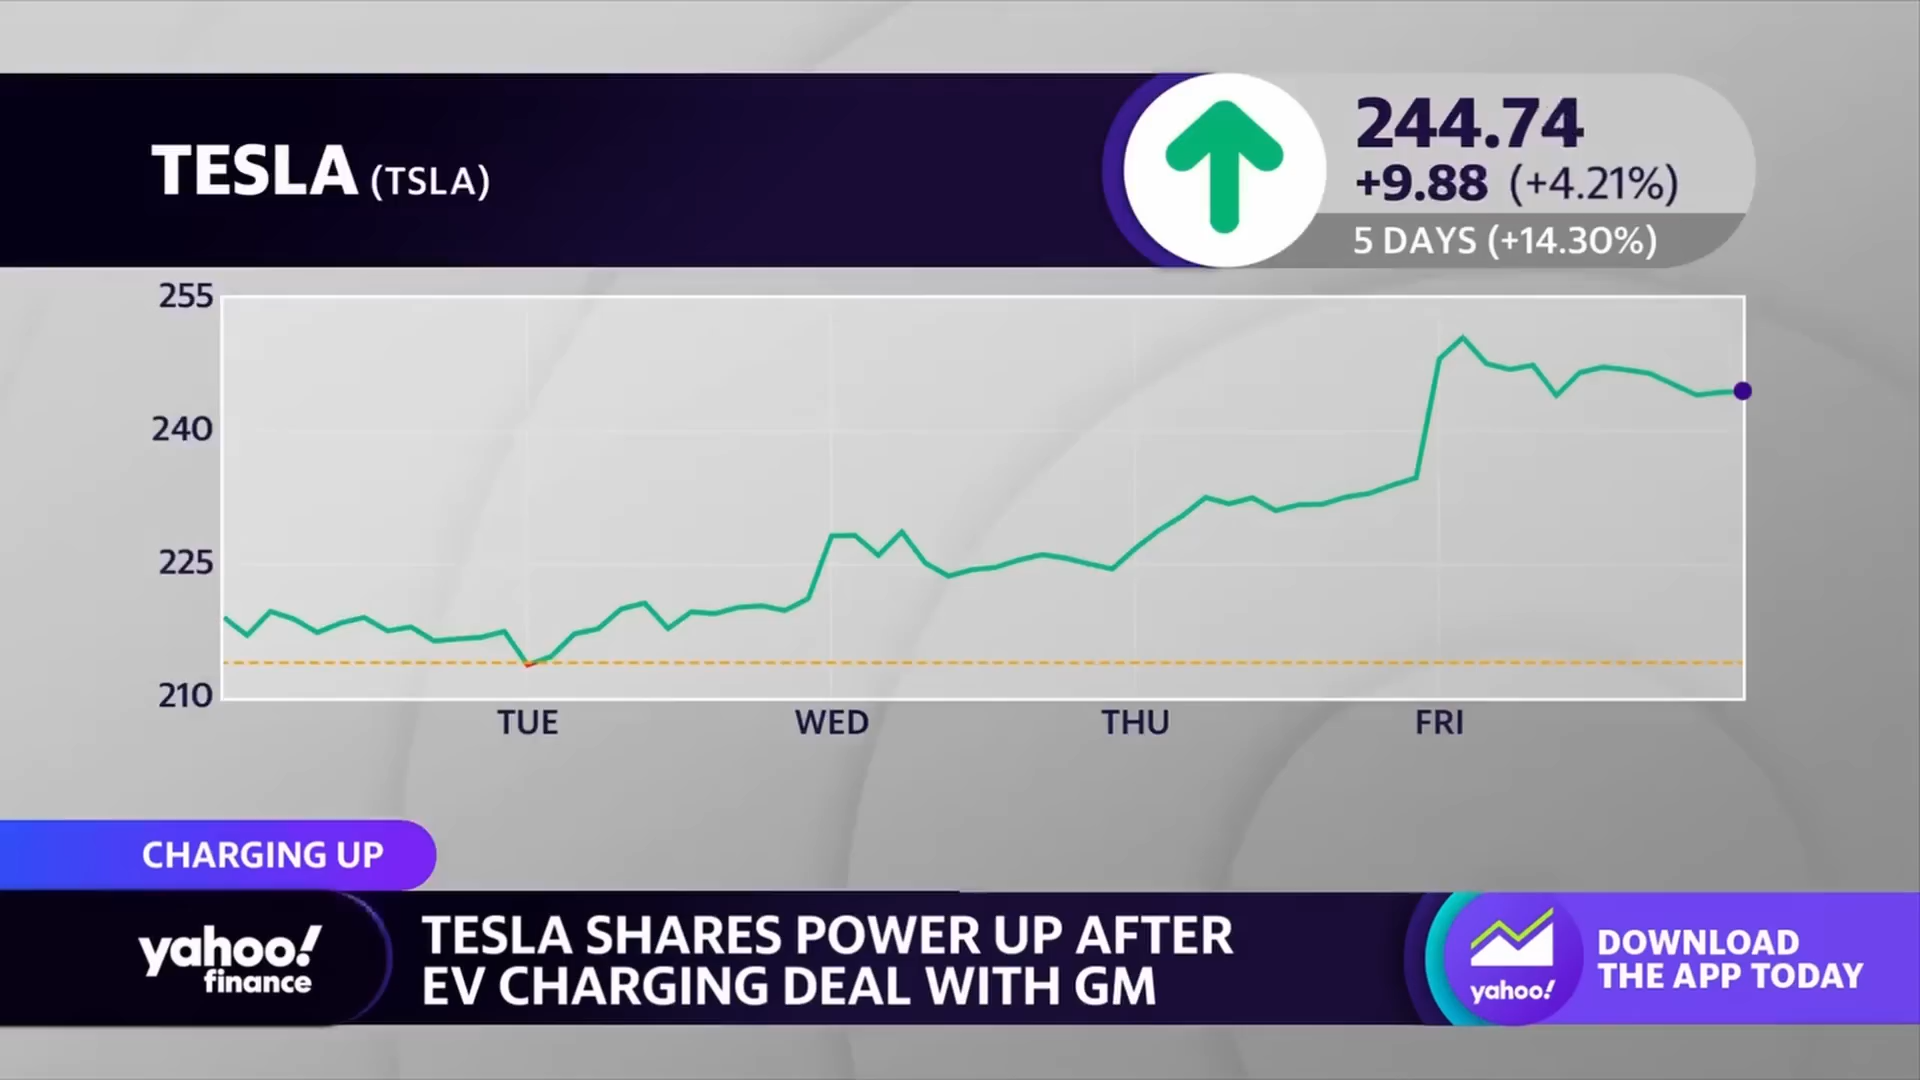 TESLA (TSLA)
244.74
+9.88 (+4.21%)
5 DAYS (+14.30%)
255
240
225
210
TUE WED THU FRI
CHARGING UP
yahoo!
finance
TESLA SHARES POWER UP AFTER
EV CHARGING DEAL WITH GM
yahoo!
DOWNLOAD
THE APP TODAY